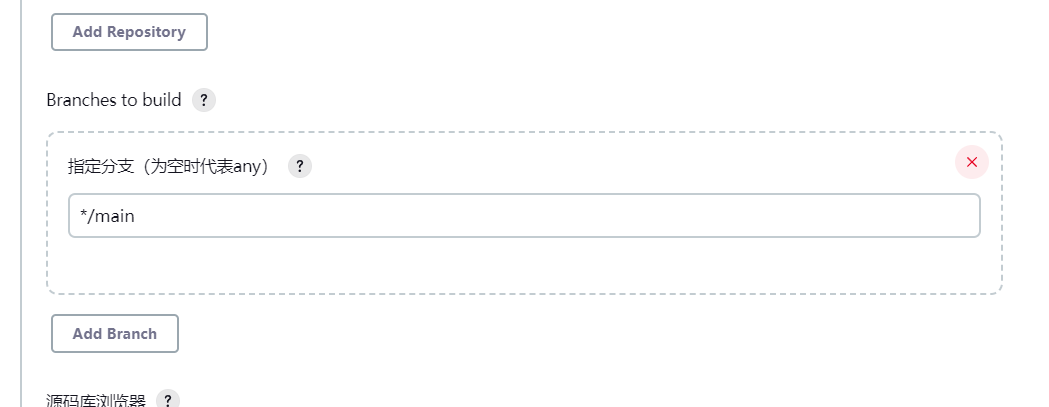 Add Repository
Branches to build ?
指定分支（为空时代表any） ?
*/main
Add Branch
源码库浏览器 ?